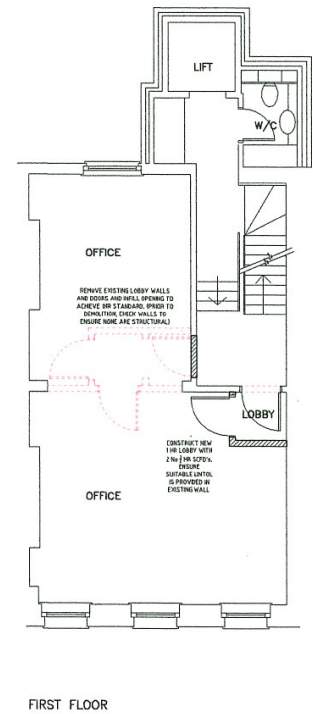 LIFT
W/C
OFFICE
REMOVE EXISTING LOBBY WALLS
AND DOORS AND INFILL OPENING TO
ACHIEVE IHR STANDARD. (PRIOR TO
DEMOLITION, CHECK WALLS TO
ENSURE NONE ARE STRUCTURAL)
LOBBY
CONSTRUCT NEW
1 HR LOBBY WITH
2 No ½ HR SCFD's.
ENSURE
SUITABLE LINTOL
IS PROVIDED IN
EXISTING WALL
OFFICE
FIRST FLOOR